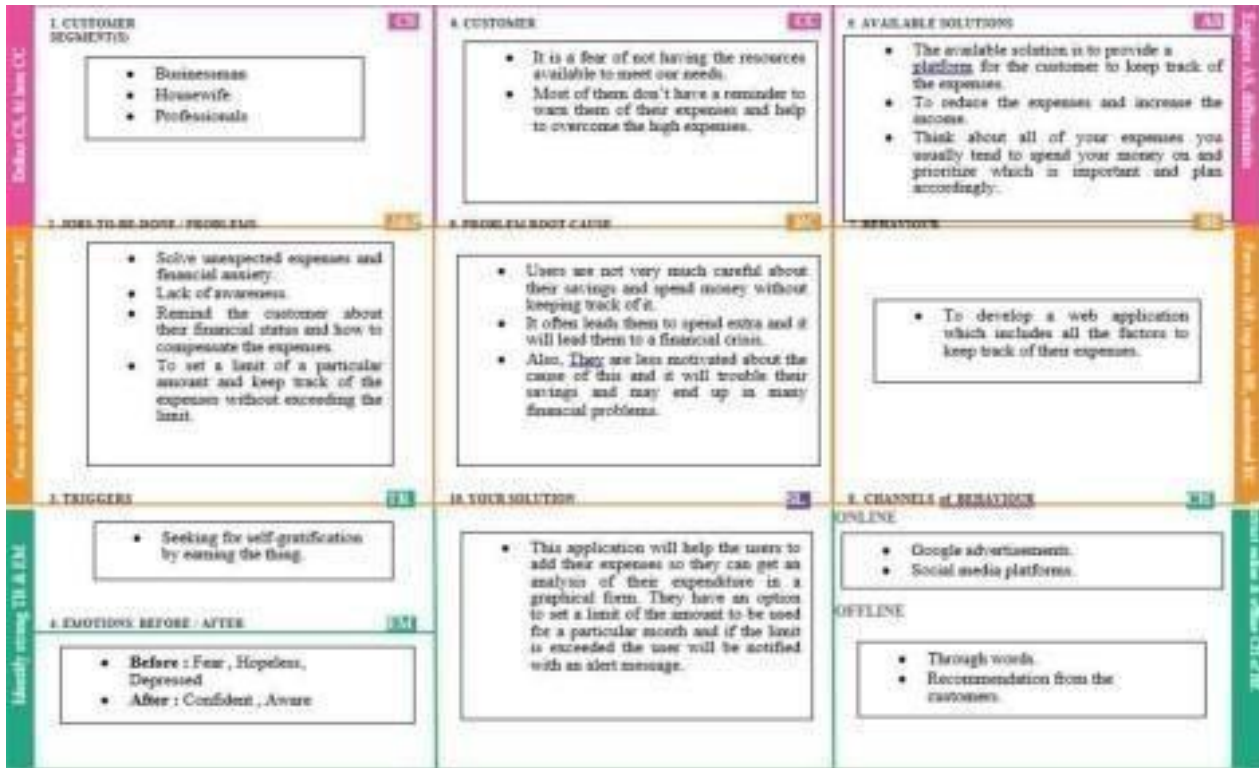 1. CUSTOMER
SEGMENT(S)
CS
• Businessman
• Housewife
• Professionals
6. CUSTOMER
CC
• It is a fear of not having the resources
available to meet our needs.
• Most of them don't have a reminder to
warn them of their expenses and help
to overcome the high expenses.
5. AVAILABLE SOLUTIONS
AS
• The available solution is to provide a
platform for the customer to keep track of
the expenses.
• To reduce the expenses and increase the
income.
• Think about all of your expenses you
usually tend to spend your money on and
prioritize which is important and plan
accordingly.
2. JOBS-TO-BE-DONE / PROBLEMS
• Solve unexpected expenses and
financial anxiety.
• Lack of awareness.
• Remind the customer about
their financial status and how to
compensate the expenses.
• To set a limit of a particular
amount and keep track of the
expenses without exceeding the
limit.
9. PROBLEM ROOT CAUSE
RC
• Users are not very much careful about
their savings and spend money without
keeping track of it.
• It often leads them to spend extra and it
will lead them to a financial crisis.
• Also, They are less motivated about the
cause of this and it will trouble their
savings and may end up in many
financial problems.
7. BEHAVIOUR
BE
• To develop a web application
which includes all the factors to
keep track of their expenses.
3. TRIGGERS
TR
• Seeking for self-gratification
by earning the thing.
4. EMOTIONS: BEFORE / AFTER
EM
• Before : Fear , Hopeless,
Depressed
• After : Confident , Aware
10. YOUR SOLUTION
SL
• This application will help the users to
add their expenses so they can get an
analysis of their expenditure in a
graphical form. They have an option
to set a limit of the amount to be used
for a particular month and if the limit
is exceeded the user will be notified
with an alert message.
8. CHANNELS of BEHAVIOUR
CH
ONLINE
• Google advertisements.
• Social media platforms.
OFFLINE
• Through words.
• Recommendation from the
customers.
Identify strong TR & EM